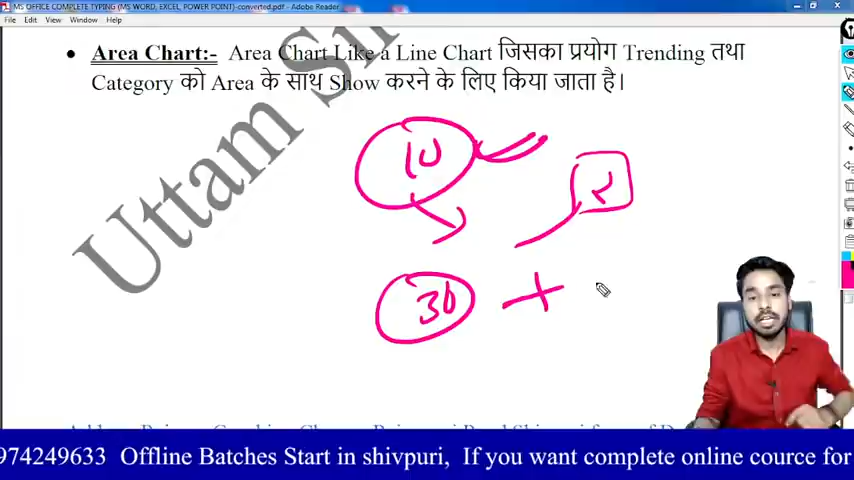 MS OFFICE COMPLETE TYPING (MS WORD, EXCEL, POWER POINT)-converted.pdf - Adobe Reader
File Edit View Window Help
• Area Chart:- Area Chart Like a Line Chart जिसका प्रयोग Trending तथा
Category को Area के साथ Show करने के लिए किया जाता है।
Uttam
10
30 +
974249633 Offline Batches Start in shivpuri, If you want complete online cource for